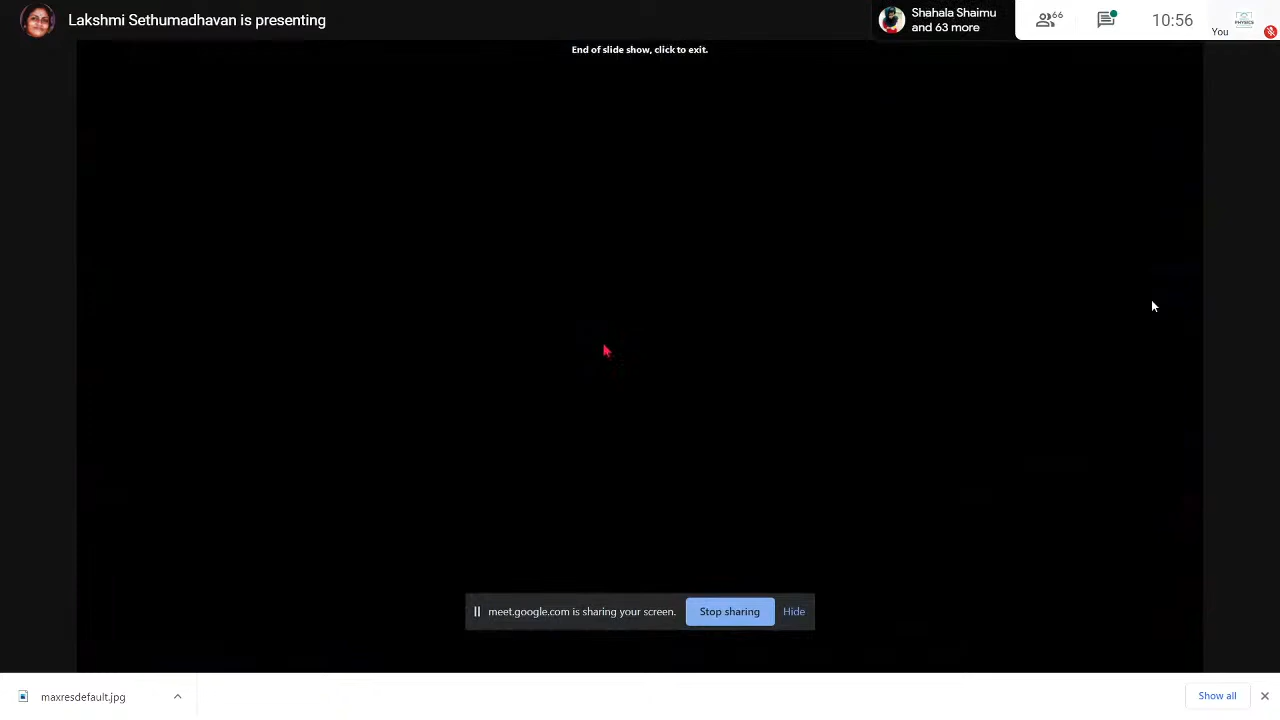 Lakshmi Sethumadhavan is presenting
Shahala Shaimu
and 63 more
66
10:56
You
PHYSICS
End of slide show, click to exit.
meet.google.com is sharing your screen.
Stop sharing
Hide
maxresdefault.jpg
Show all